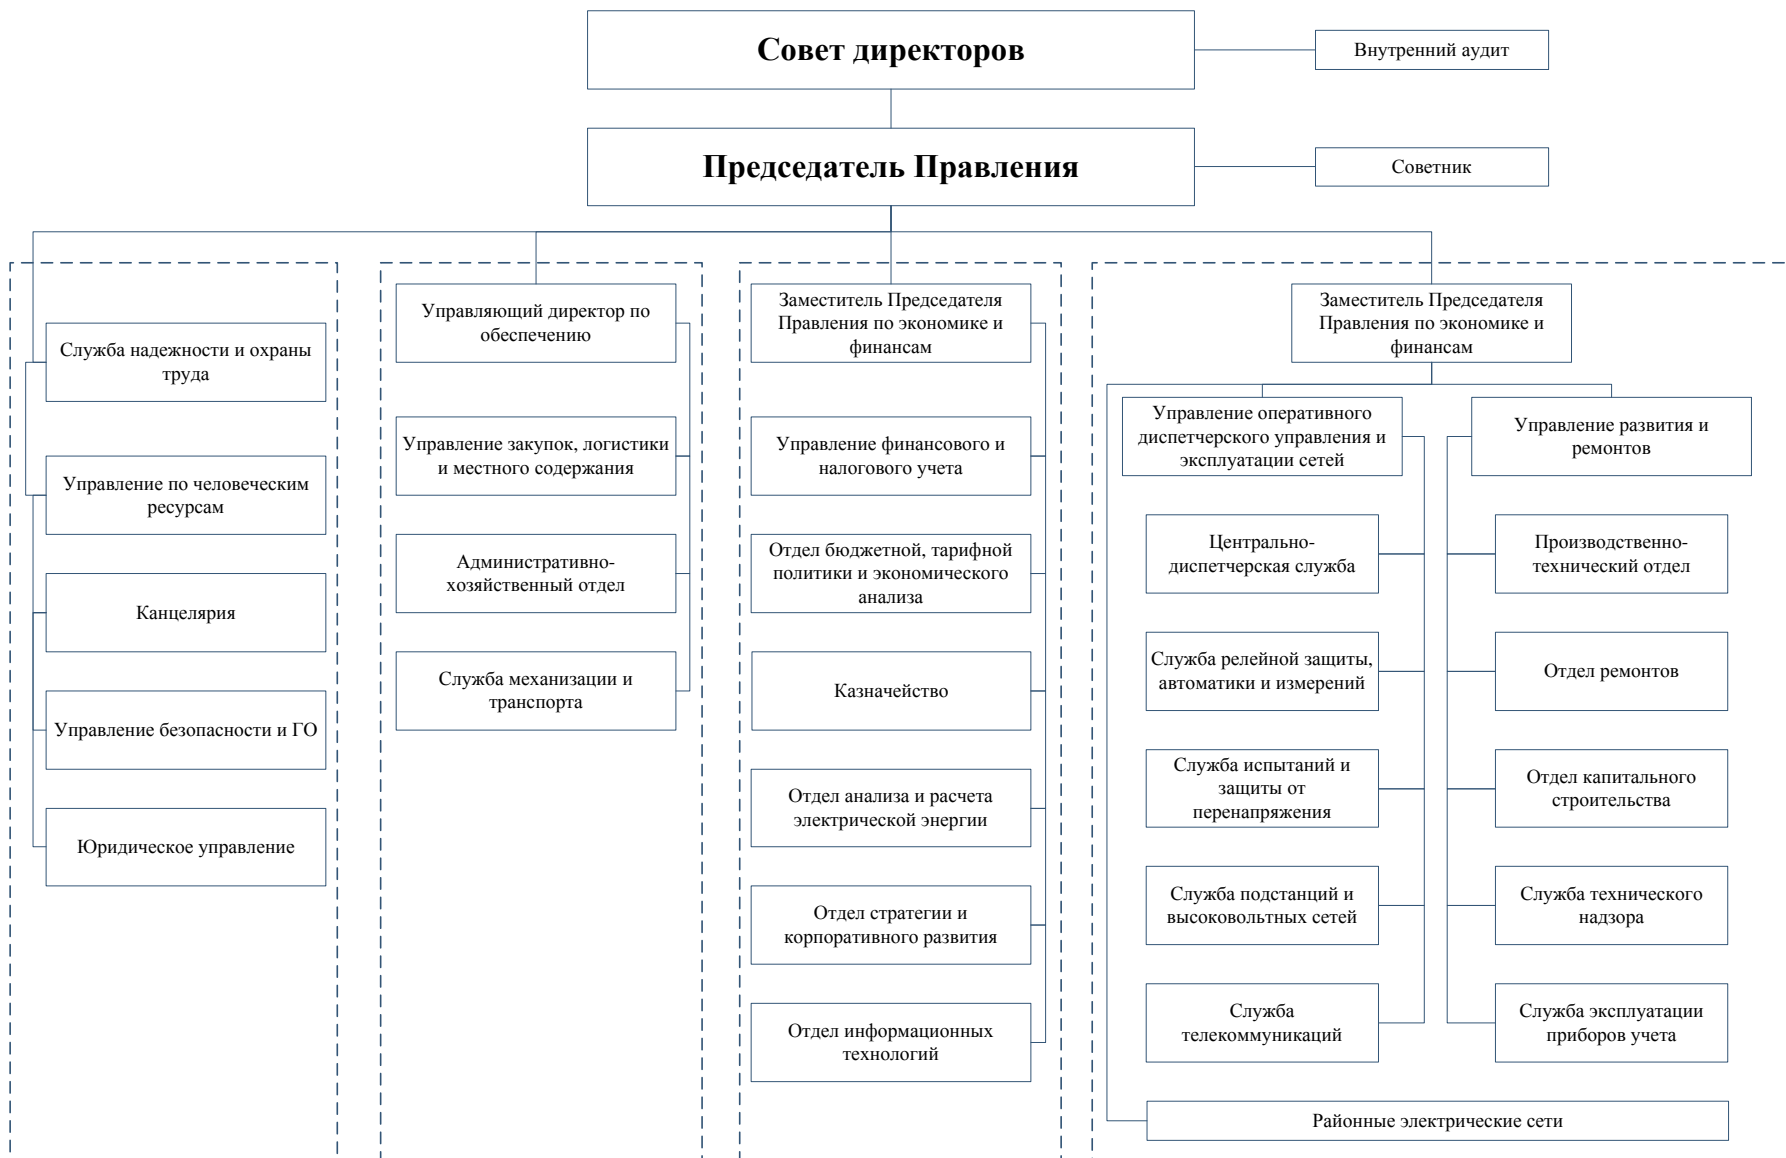 Совет директоров
Внутренний аудит
Председатель Правления
Советник
Служба надежности и охраны
труда
Управление по человеческим
ресурсам
Канцелярия
Управление безопасности и ГО
Юридическое управление
Управляющий директор по
обеспечению
Управление закупок, логистики
и местного содержания
Административно-
хозяйственный отдел
Служба механизации и
транспорта
Заместитель Председателя
Правления по экономике и
финансам
Управление финансового и
налогового учета
Отдел бюджетной, тарифной
политики и экономического
анализа
Казначейство
Отдел анализа и расчета
электрической энергии
Отдел стратегии и
корпоративного развития
Отдел информационных
технологий
Заместитель Председателя
Правления по экономике и
финансам
Управление оперативного
диспетчерского управления и
эксплуатации сетей
Центрально-
диспетчерская служба
Служба релейной защиты,
автоматики и измерений
Служба испытаний и
защиты от
перенапряжения
Служба подстанций и
высоковольтных сетей
Служба
телекоммуникаций
Управление развития и
ремонтов
Производственно-
технический отдел
Отдел ремонтов
Отдел капитального
строительства
Служба технического
надзора
Служба эксплуатации
приборов учета
Районные электрические сети